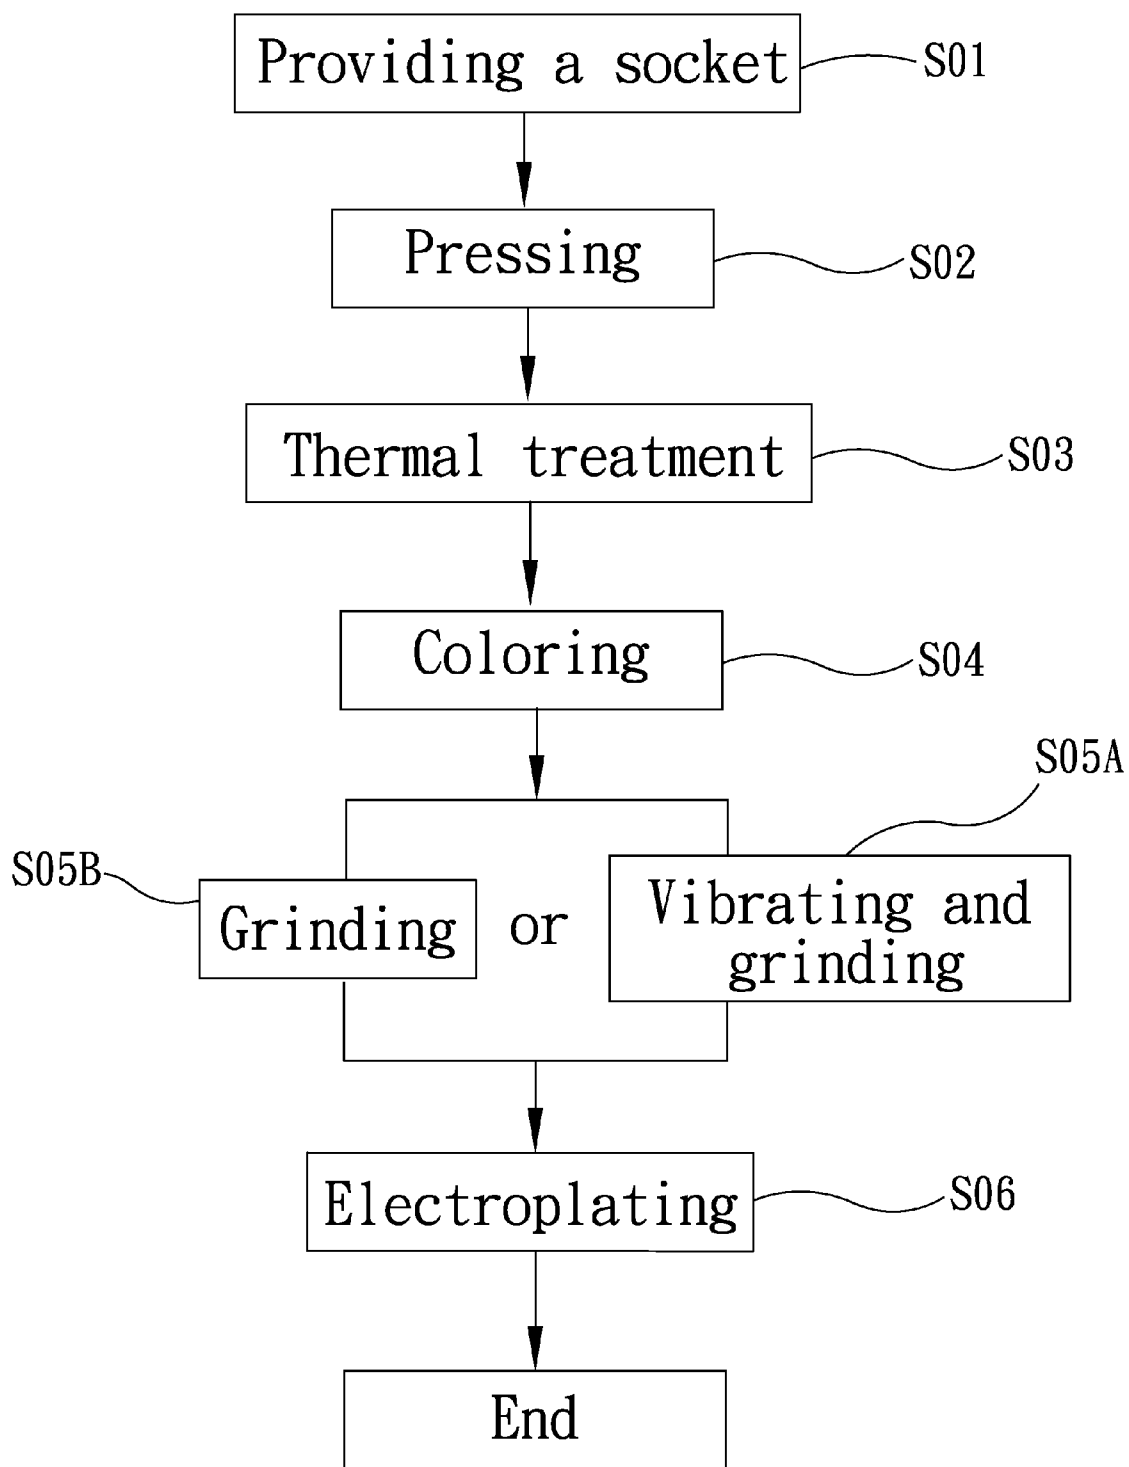 Providing a socket
S01
Pressing
S02
Thermal treatment
S03
Coloring
S04
S05A
S05B
Grinding
or
Vibrating and
grinding
Electroplating
S06
End